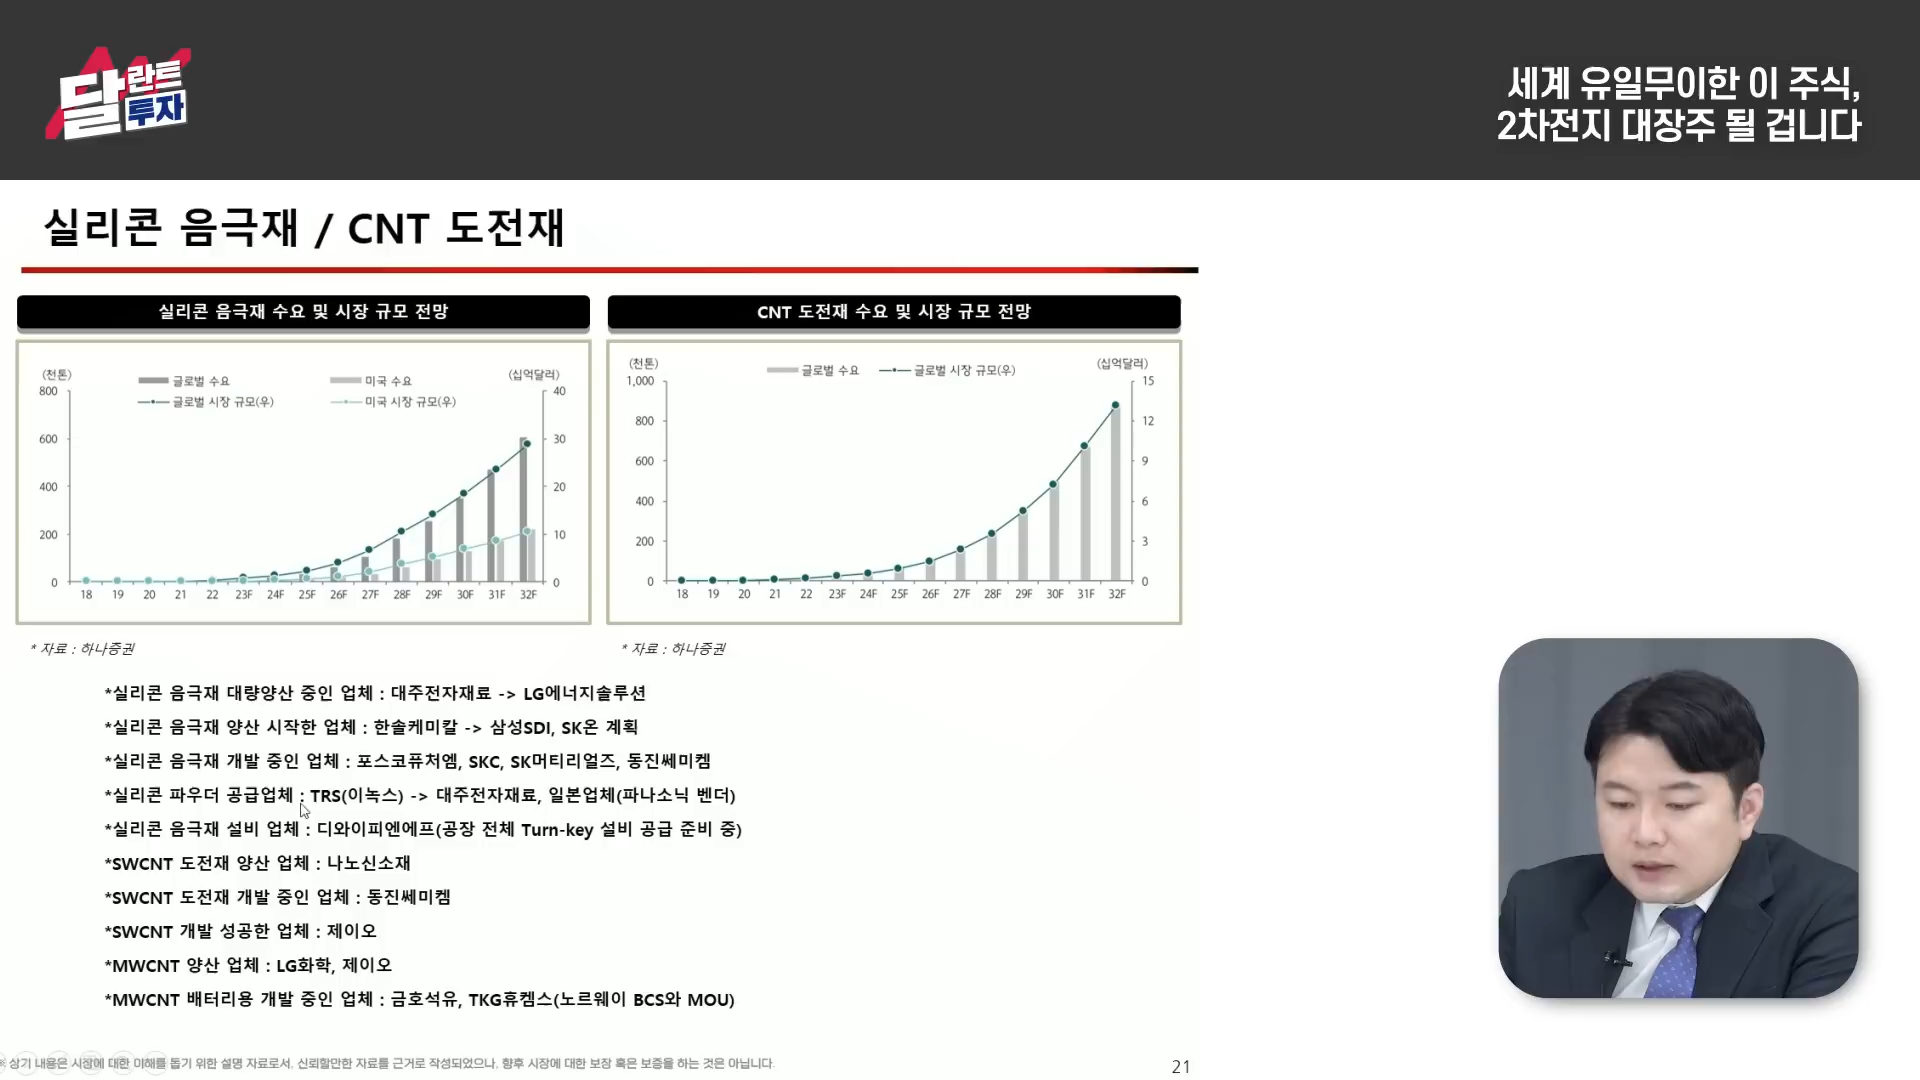 달란트
투자
세계 유일무이한 이 주식,
2차전지 대장주 될 겁니다
실리콘 음극재 / CNT 도전재
실리콘 음극재 수요 및 시장 규모 전망
(천톤)
(십억달러)
글로벌 수요
미국 수요
글로벌 시장 규모(우)
미국 시장 규모(우)
800
600
400
200
0
40
30
20
10
0
18 19 20 21 22 23F 24F 25F 26F 27F 28F 29F 30F 31F 32F
* 자료 : 하나증권
CNT 도전재 수요 및 시장 규모 전망
(천톤)
(십억달러)
글로벌 수요
글로벌 시장 규모(우)
1,000
800
600
400
200
0
15
12
9
6
3
0
18 19 20 21 22 23F 24F 25F 26F 27F 28F 29F 30F 31F 32F
* 자료 : 하나증권
*실리콘 음극재 대량양산 중인 업체 : 대주전자재료 -> LG에너지솔루션
*실리콘 음극재 양산 시작한 업체 : 한솔케미칼 -> 삼성SDI, SK온 계획
*실리콘 음극재 개발 중인 업체 : 포스코퓨처엠, SKC, SK머티리얼즈, 동진쎄미켐
*실리콘 파우더 공급업체 : TRS(이녹스) -> 대주전자재료, 일본업체(파나소닉 벤더)
*실리콘 음극재 설비 업체 : 디와이피엔에프(공장 전체 Turn-key 설비 공급 준비 중)
*SWCNT 도전재 양산 업체 : 나노신소재
*SWCNT 도전재 개발 중인 업체 : 동진쎄미켐
*SWCNT 개발 성공한 업체 : 제이오
*MWCNT 양산 업체 : LG화학, 제이오
*MWCNT 배터리용 개발 중인 업체 : 금호석유, TKG휴켐스(노르웨이 BCS와 MOU)
※ 상기 내용은 시장에 대한 이해를 돕기 위한 설명 자료로서, 신뢰할만한 자료를 근거로 작성되었으나, 향후 시장에 대한 보장 혹은 보증을 하는 것은 아닙니다.
21